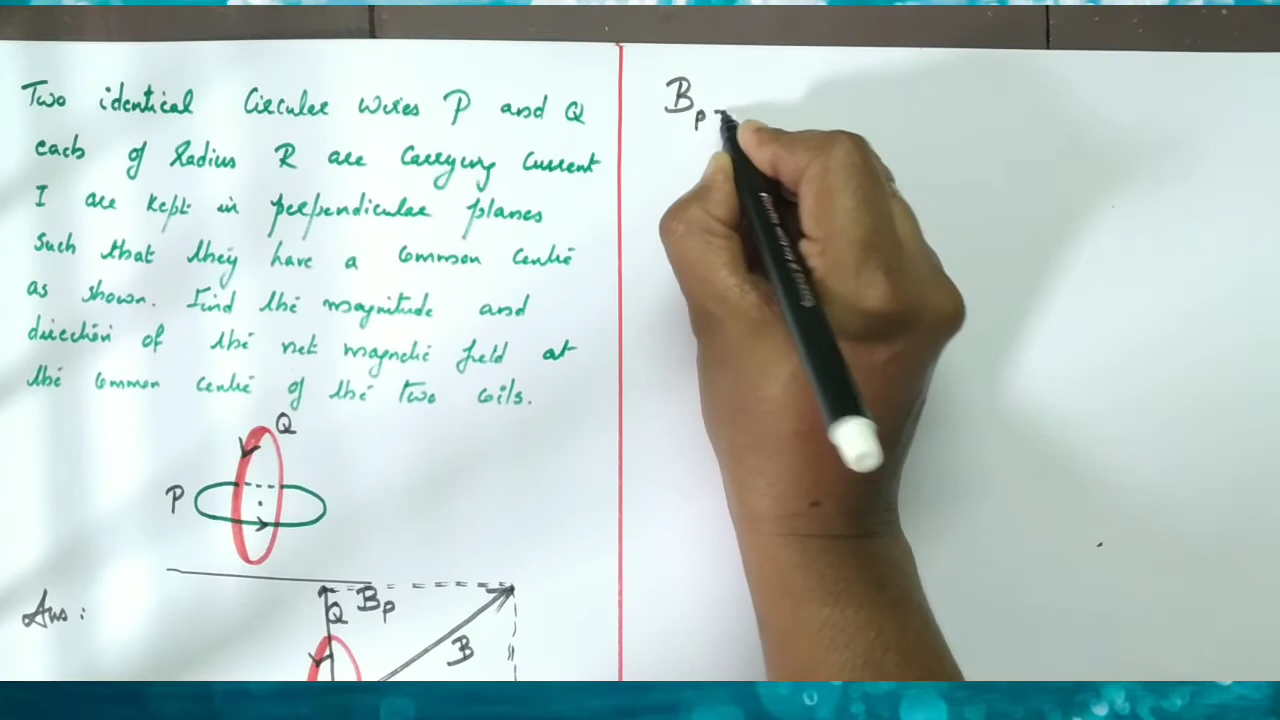 Two identical Circular wires P and Q
each of Radius R are carrying current
I are kept in perpendicular planes
such that they have a common centre
as shown. Find the magnitude and
direction of the net magnetic field at
the common centre of the two coils.
Q
P
Ans:
Q Bp
B
Bp =